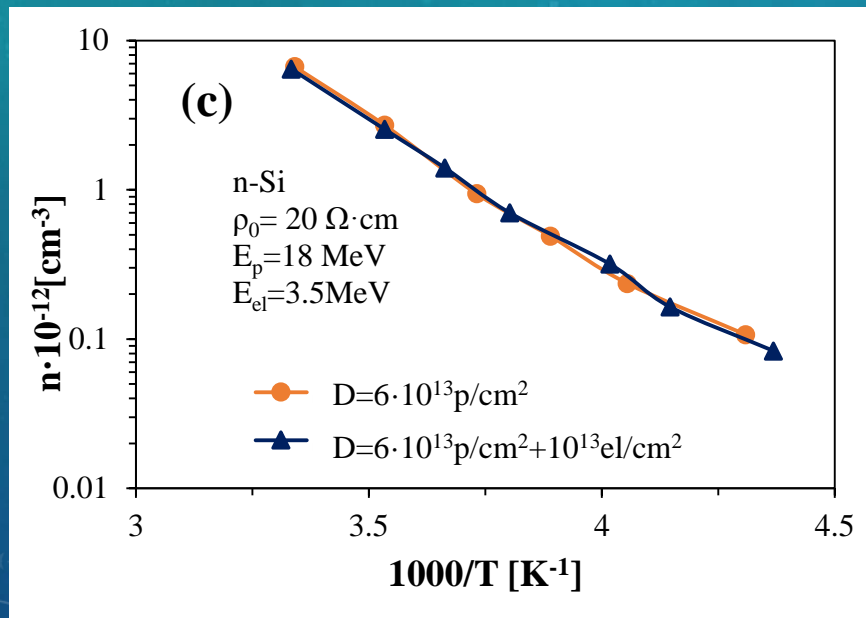 10
(c)
1
n-Si
ρ₀= 20 Ω·cm
Eₚ=18 MeV
Eₑₗ=3.5MeV
n·10⁻¹²[cm⁻³]
0.1
D=6·10¹³p/cm²
D=6·10¹³p/cm²+10¹³el/cm²
0.01
3 3.5 4 4.5
1000/T [K⁻¹]